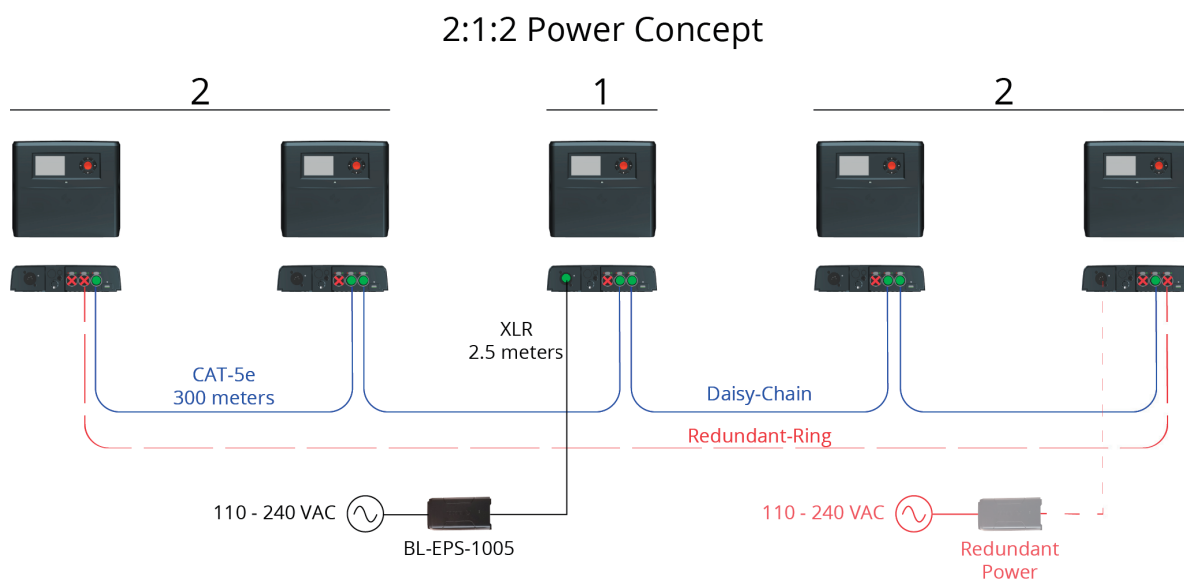 2:1:2 Power Concept
2
1
2
XLR
2.5 meters
CAT-5e
300 meters
Daisy-Chain
Redundant-Ring
110 - 240 VAC
BL-EPS-1005
110 - 240 VAC
Redundant
Power